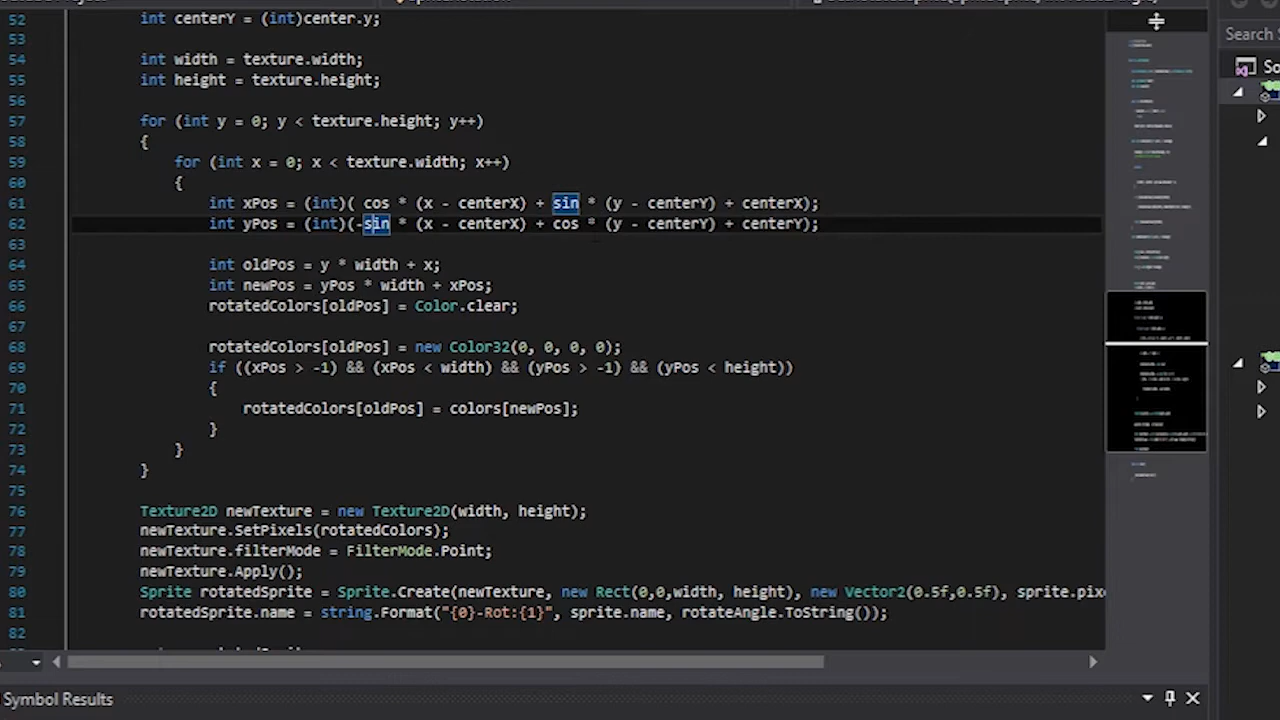 52 int centerY = (int)center.y;
53
54 int width = texture.width;
55 int height = texture.height;
56
57 for (int y = 0; y < texture.height; y++)
58 {
59 for (int x = 0; x < texture.width; x++)
60 {
61 int xPos = (int)( cos * (x - centerX) + sin * (y - centerY) + centerX);
62 int yPos = (int)(-sin * (x - centerX) + cos * (y - centerY) + centerY);
63
64 int oldPos = y * width + x;
65 int newPos = yPos * width + xPos;
66 rotatedColors[oldPos] = Color.clear;
67
68 rotatedColors[oldPos] = new Color32(0, 0, 0, 0);
69 if ((xPos > -1) && (xPos < width) && (yPos > -1) && (yPos < height))
70 {
71 rotatedColors[oldPos] = colors[newPos];
72 }
73 }
74 }
75
76 Texture2D newTexture = new Texture2D(width, height);
77 newTexture.SetPixels(rotatedColors);
78 newTexture.filterMode = FilterMode.Point;
79 newTexture.Apply();
80 Sprite rotatedSprite = Sprite.Create(newTexture, new Rect(0,0,width, height), new Vector2(0.5f,0.5f), sprite.pixe
81 rotatedSprite.name = string.Format("{0}-Rot:{1}", sprite.name, rotateAngle.ToString());
82
Search S
So
Symbol Results